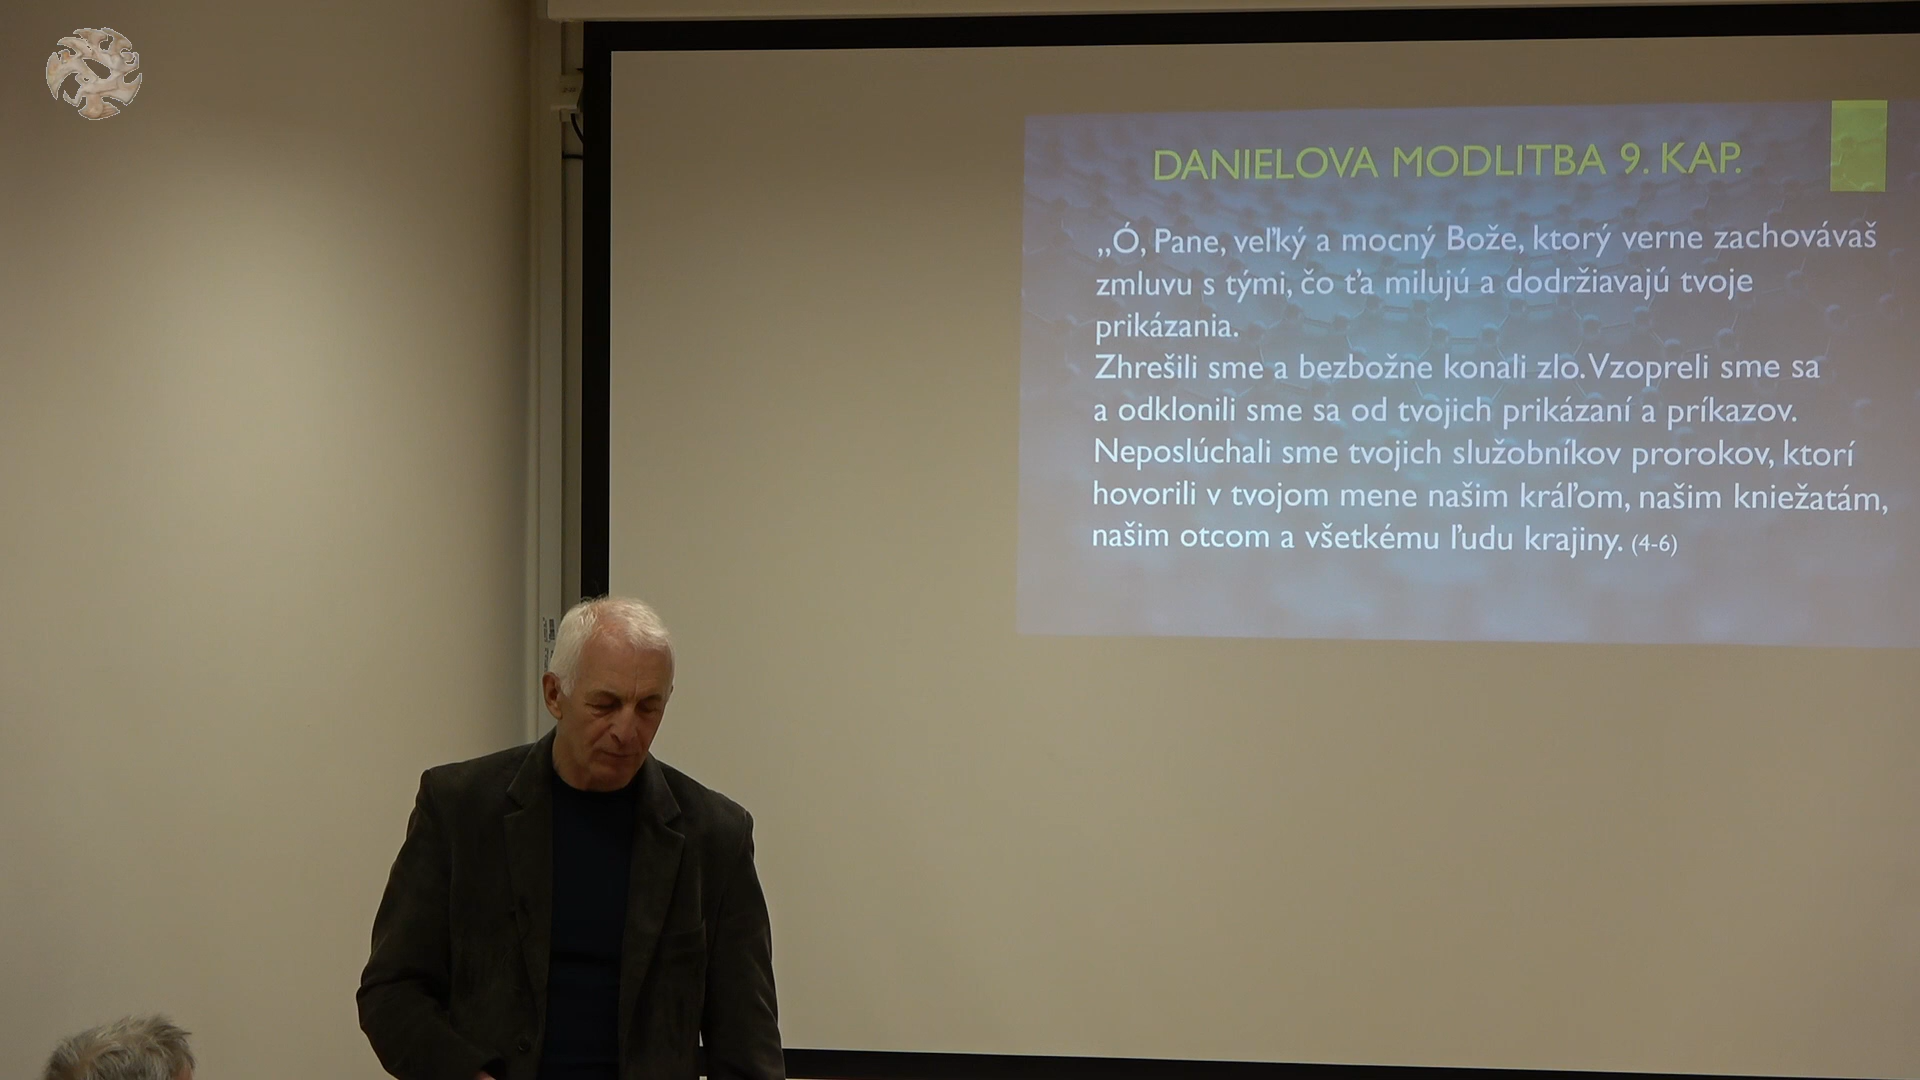 DANIELOVA MODLITBA 9. KAP.
„Ó, Pane, veľký a mocný Bože, ktorý verne zachovávaš
zmluvu s tými, čo ťa milujú a dodržiavajú tvoje
prikázania.
Zhrešili sme a bezbožne konali zlo. Vzopreli sme sa
a odklonili sme sa od tvojich prikázaní a príkazov.
Neposlúchali sme tvojich služobníkov prorokov, ktorí
hovorili v tvojom mene našim kráľom, našim kniežatám,
našim otcom a všetkému ľudu krajiny. (4-6)